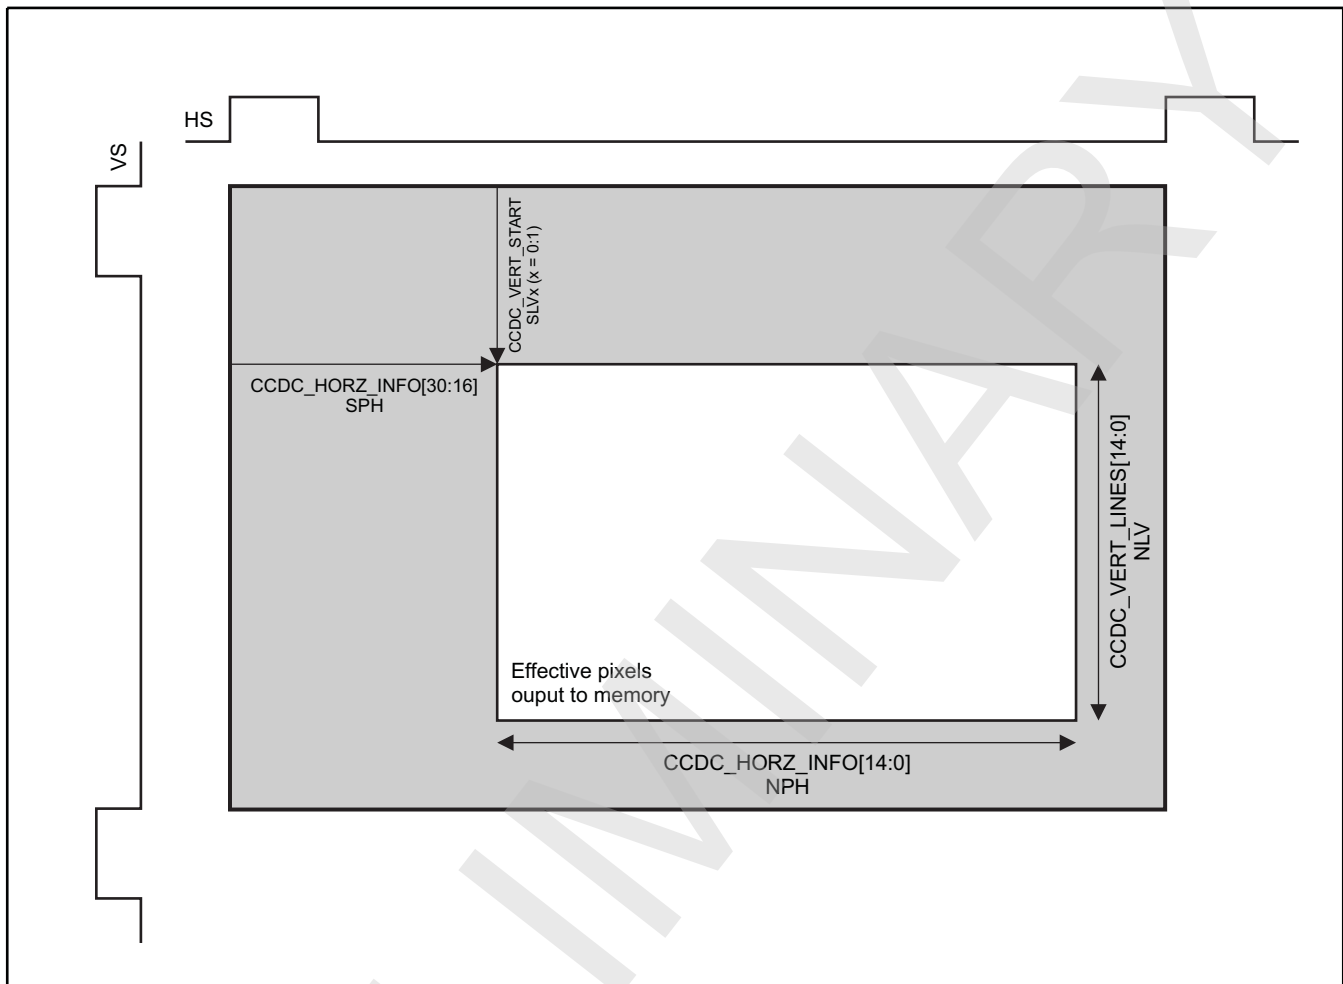 HS
VS
CCDC_VERT_START
SLVx (x = 0:1)
CCDC_HORZ_INFO[30:16]
SPH
CCDC_VERT_LINES[14:0]
NLV
Effective pixels
ouput to memory
CCDC_HORZ_INFO[14:0]
NPH
IMINARY